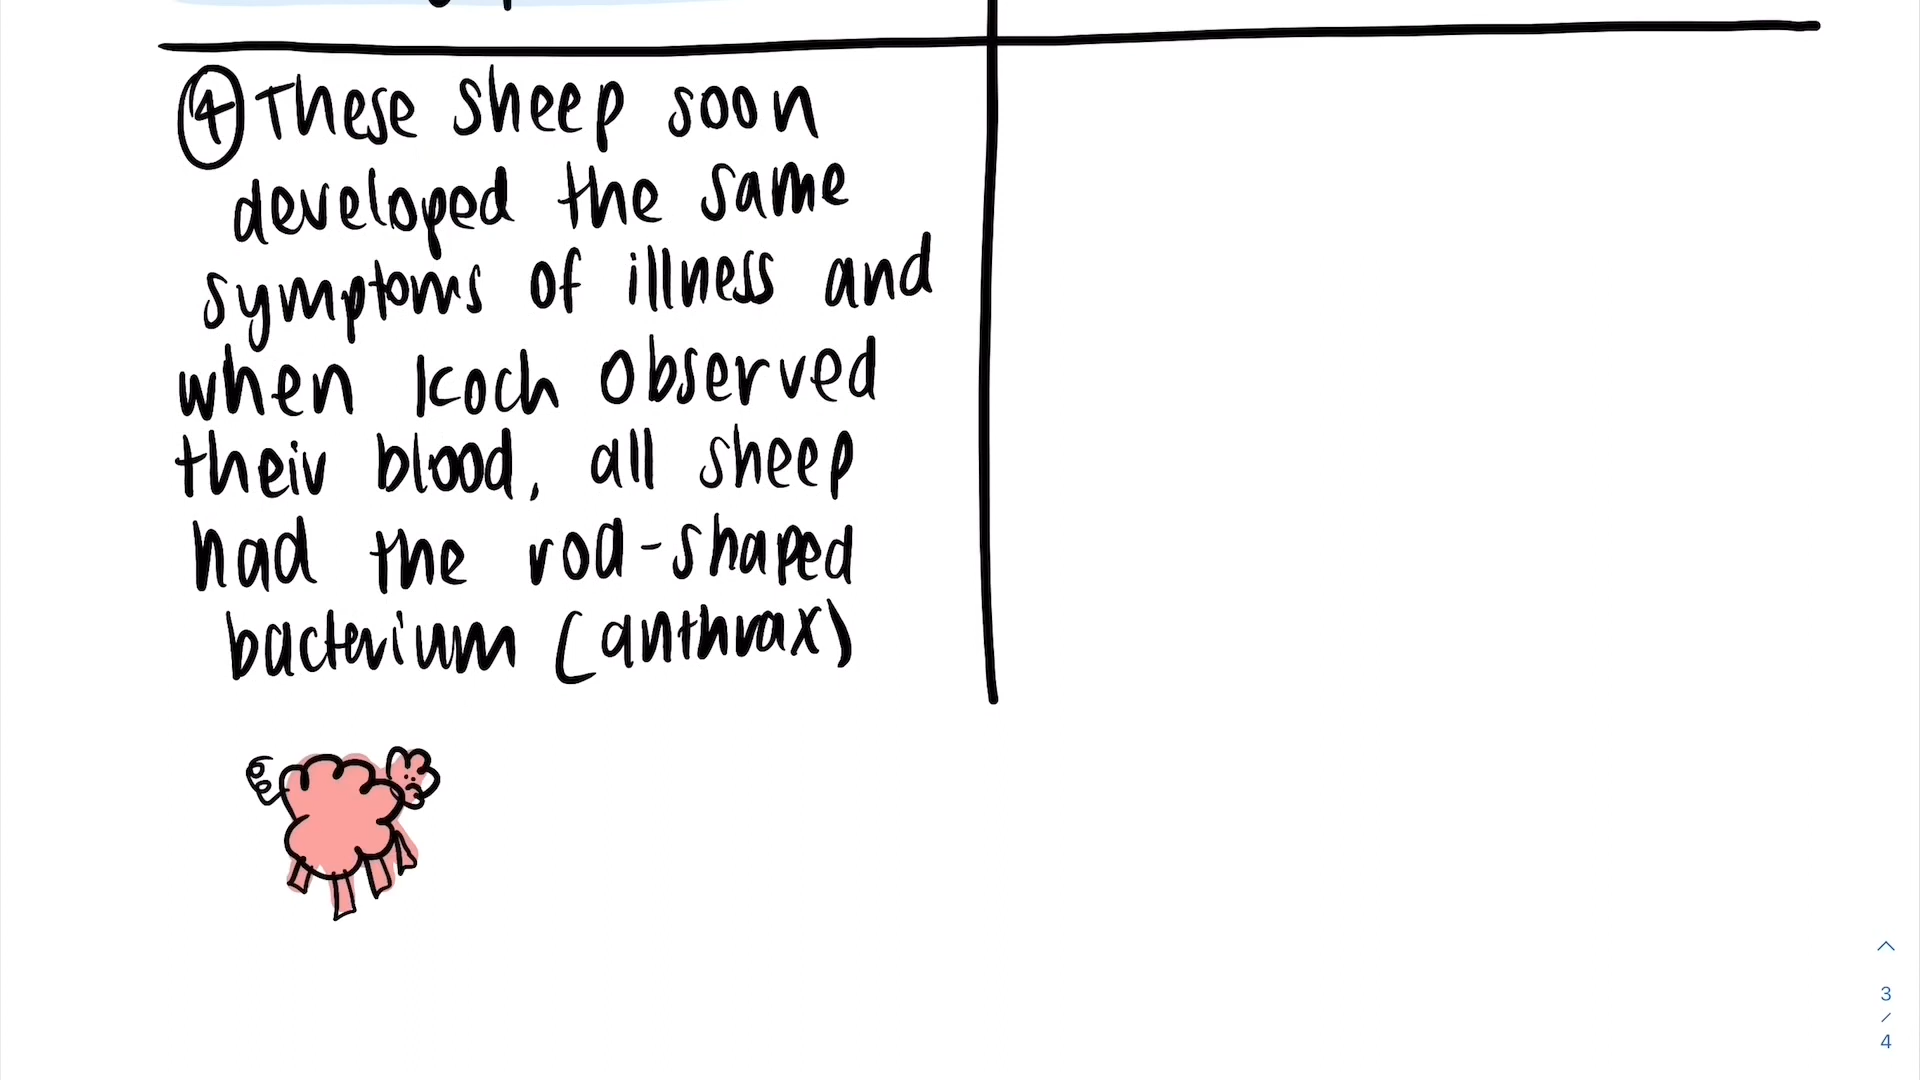 ④ These sheep soon
developed the same
symptoms of illness and
when Koch observed
their blood, all sheep
had the rod-shaped
bacterium (anthrax)
3
/
4